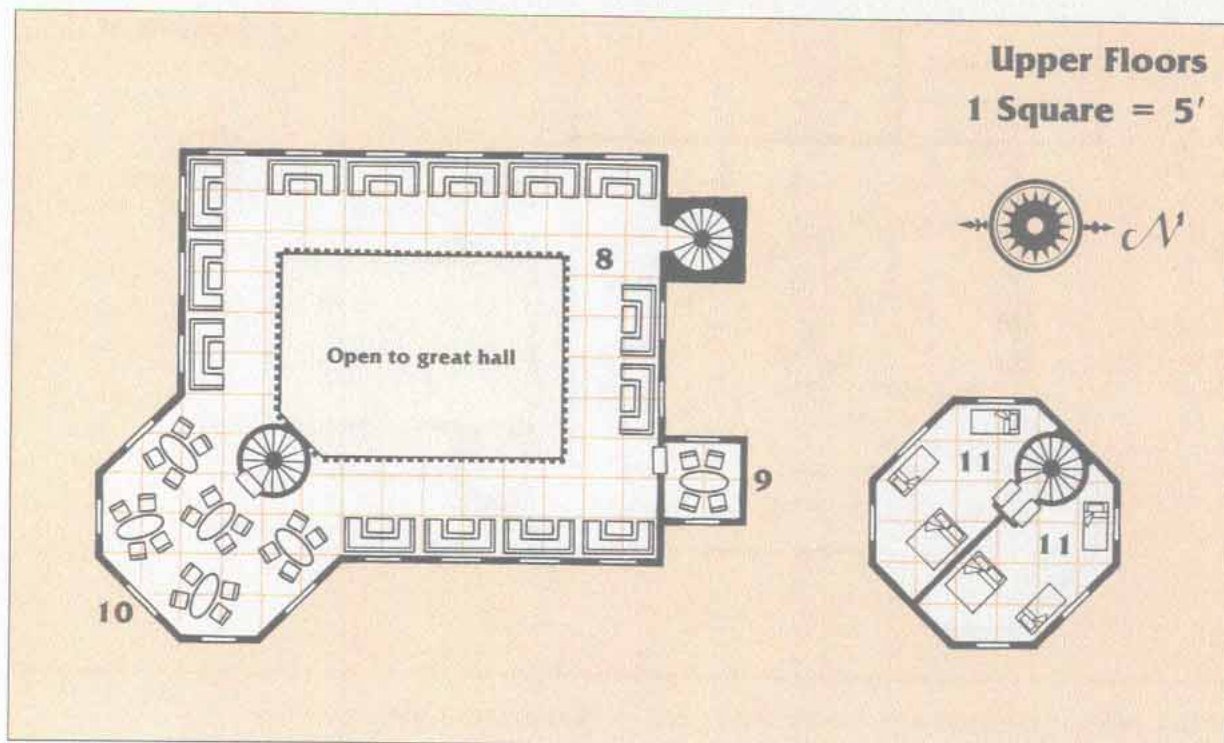 Upper Floors
1 Square = 5'
N
8
Open to great hall
9
10
11
11